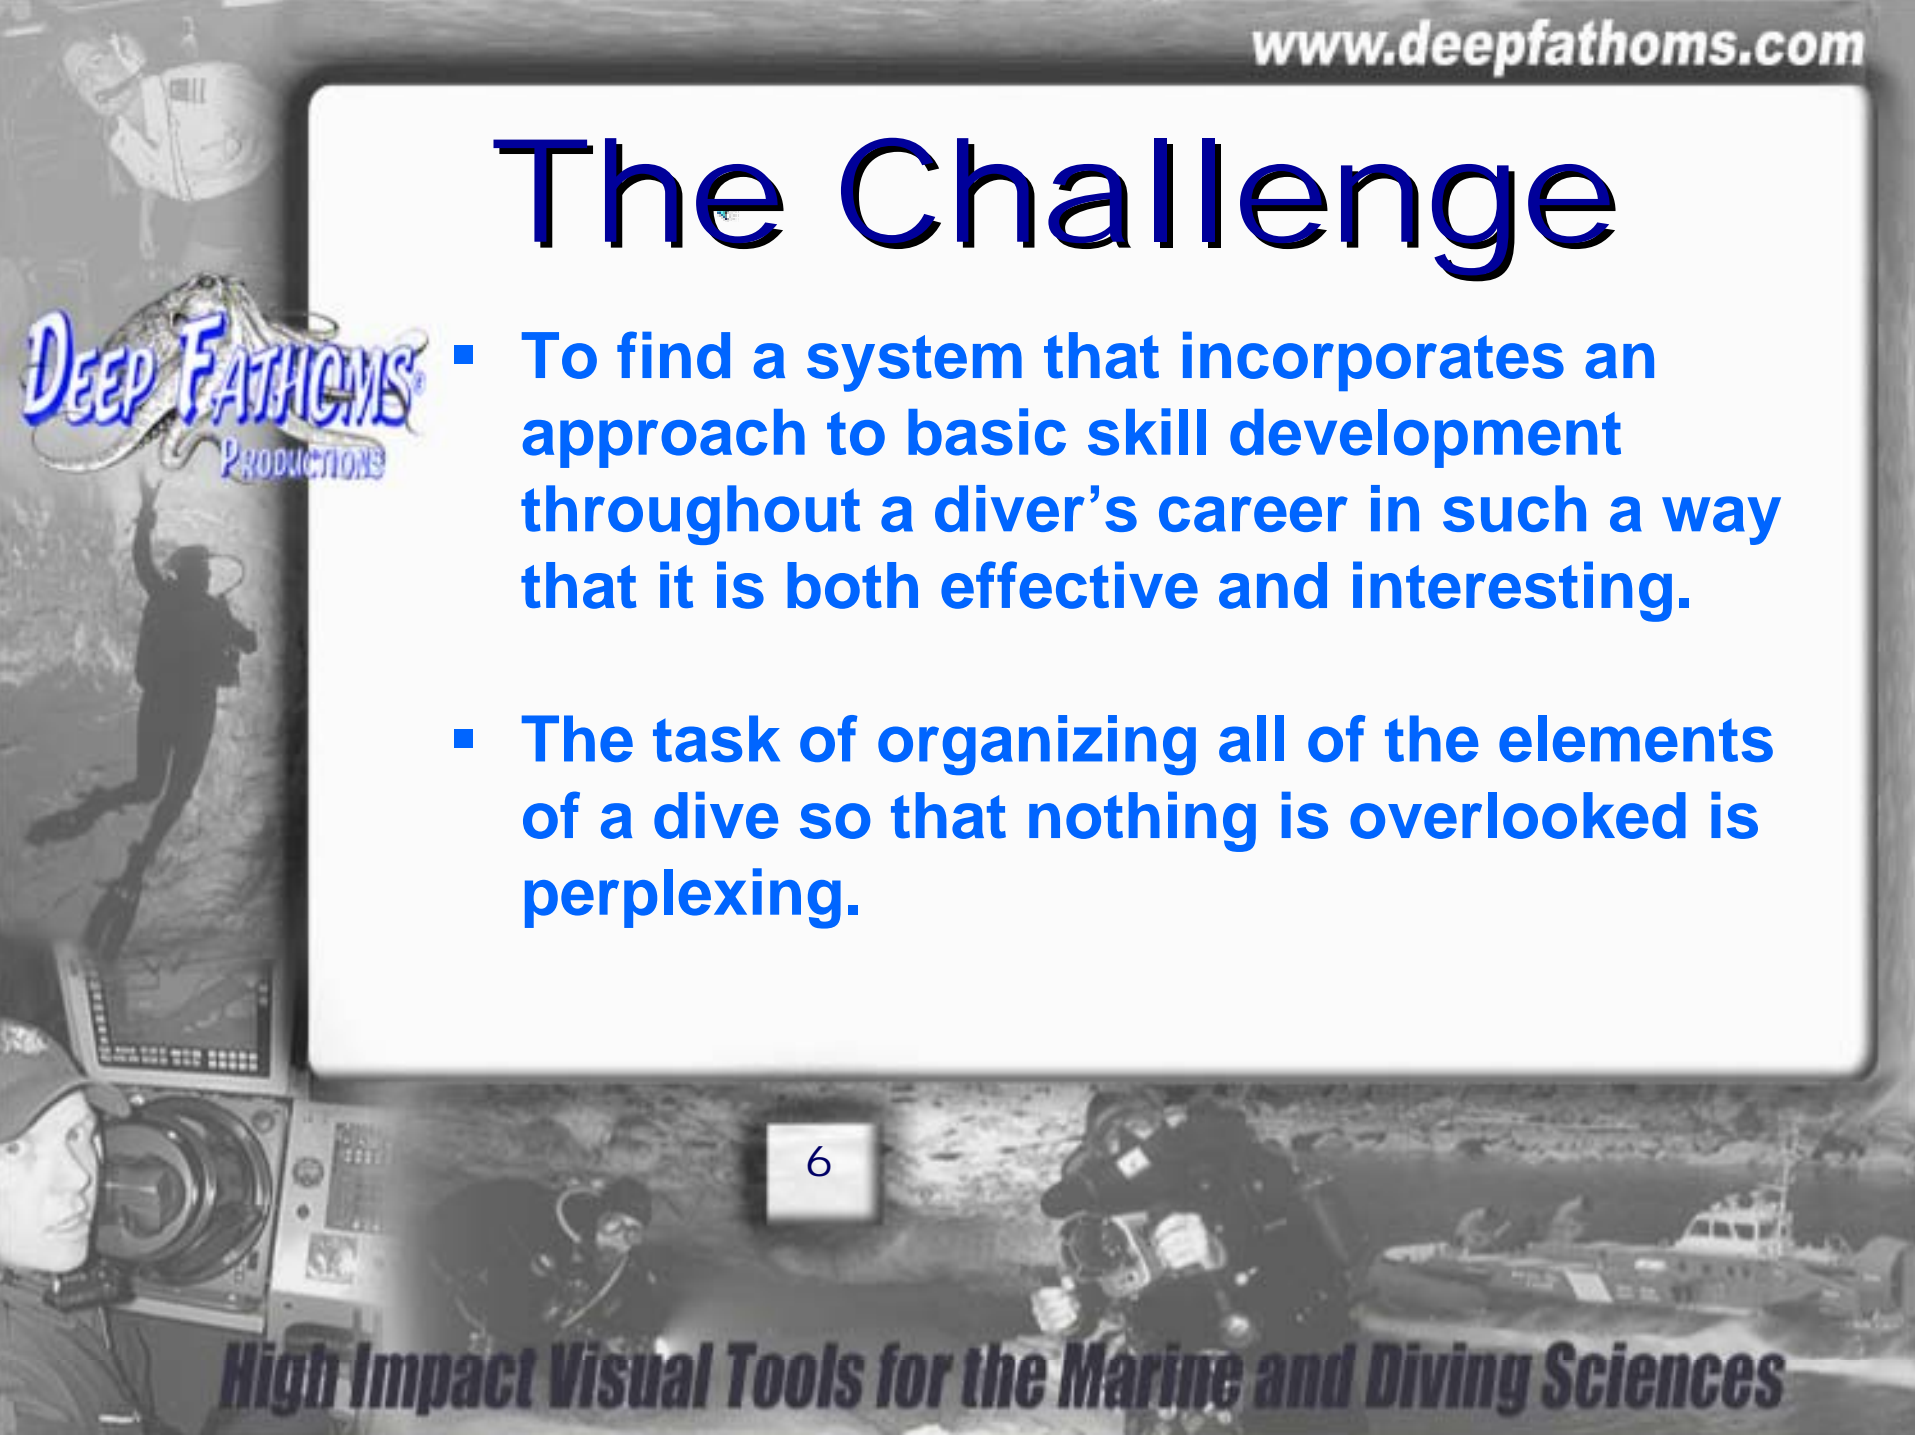 www.deepfathoms.com
The Challenge
DEEP FATHOMS®
PRODUCTIONS
▪ To find a system that incorporates an
approach to basic skill development
throughout a diver’s career in such a way
that it is both effective and interesting.
▪ The task of organizing all of the elements
of a dive so that nothing is overlooked is
perplexing.
6
High Impact Visual Tools for the Marine and Diving Sciences